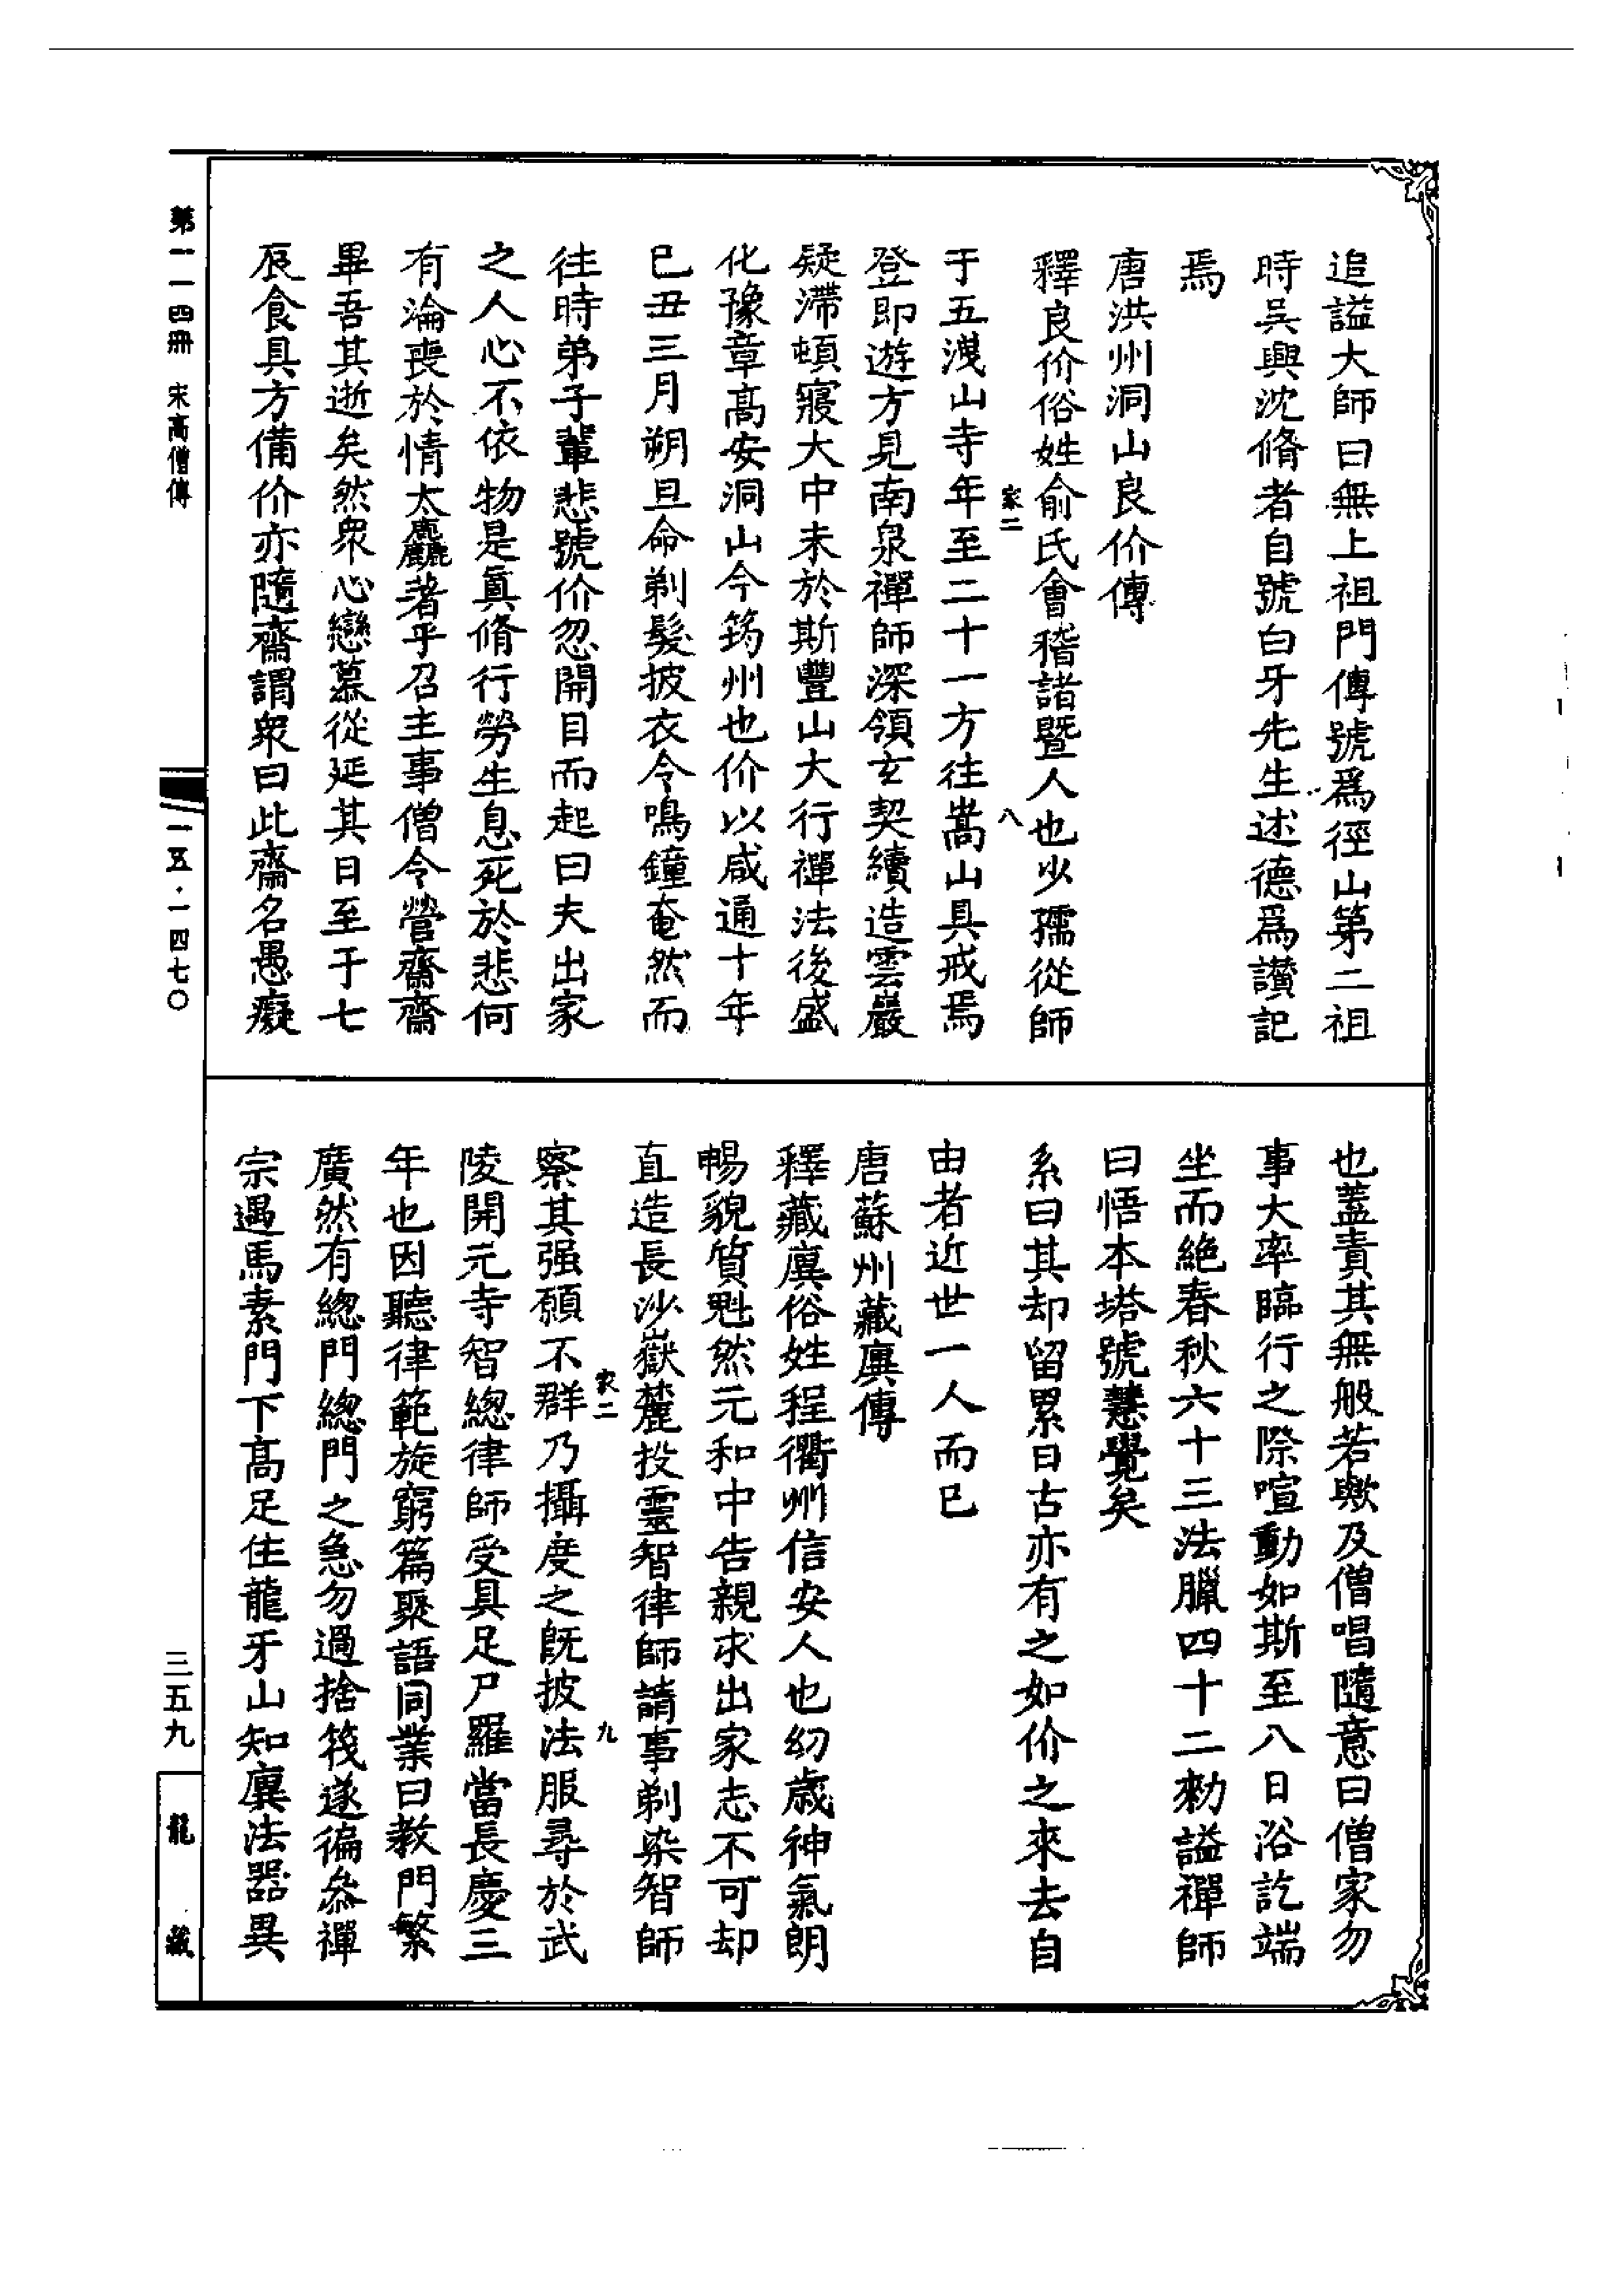 追諡大師曰無上祖門傳號爲徑山第二祖
時吳興沈脩者自號白牙先生述德爲讚記
焉
唐洪州洞山良价傳
釋良价俗姓俞氏會稽諸暨人也少孺從師
家二 八
于五洩山寺年至二十一方往嵩山具戒焉
登即遊方見南泉禪師深領玄契續造雲巖
疑滯頓寢大中末於斯豐山大行禪法後盛
化豫章高安洞山今筠州也价以咸通十年
巳丑三月朔旦命剃髮披衣令鳴鐘奄然而
往時弟子輩悲號价忽開目而起曰夫出家
之人心不依物是眞脩行勞生息死於悲何
有淪喪於情太麤著乎召主事僧令營齋齋
畢吾其逝矣然衆心戀慕從延其日至于七
辰食具方備价亦隨齋謂衆曰此齋名愚癡
也蓋責其無般若歟及僧唱隨意曰僧家勿
事大率臨行之際喧動如斯至八日浴訖端
坐而絶春秋六十三法臘四十二勑諡禪師
曰悟本塔號慧覺矣
系曰其却留累日古亦有之如价之來去自
由者近世一人而已
唐蘇州藏廙傳
釋藏廙俗姓程衢州信安人也幼歲神氣朗
暢貌質魁然元和中告親求出家志不可却
直造長沙嶽麓投靈智律師請事剃染智師
家二 九
察其强願不群乃攝度之旣披法服尋於武
陵開元寺智總律師受具足尸羅當長慶三
年也因聽律範旋窮篇聚語同業曰教門繁
廣然有總門總門之急勿過捨筏遂徧叅禪
宗遇馬素門下高足住龍牙山知廙法器異
第一一四冊 宋高僧傳 一五·一四七〇 三五九 龍藏